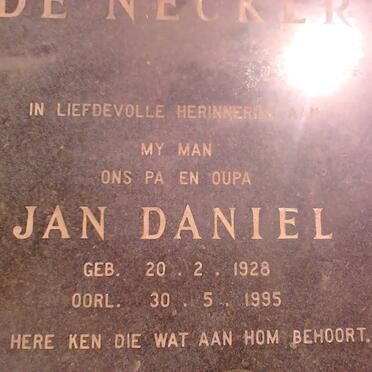 DE NECKER
IN LIEFDEVOLLE HERINNERING AAN
MY MAN
ONS PA EN OUPA
JAN DANIEL
GEB. 20 . 2 . 1928
OORL. 30 . 5 . 1995
HERE KEN DIE WAT AAN HOM BEHOORT.